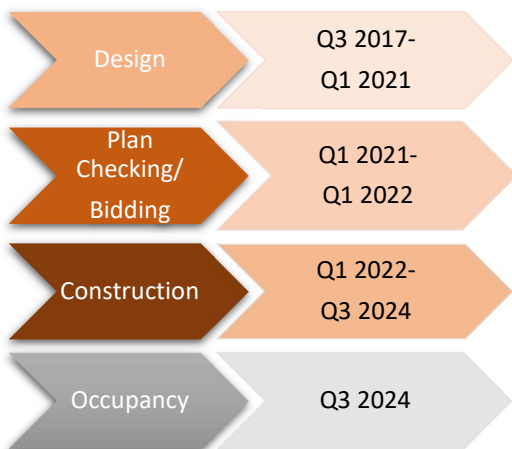 Design
Q3 2017-
Q1 2021
Plan
Checking/
Bidding
Q1 2021-
Q1 2022
Construction
Q1 2022-
Q3 2024
Occupancy
Q3 2024